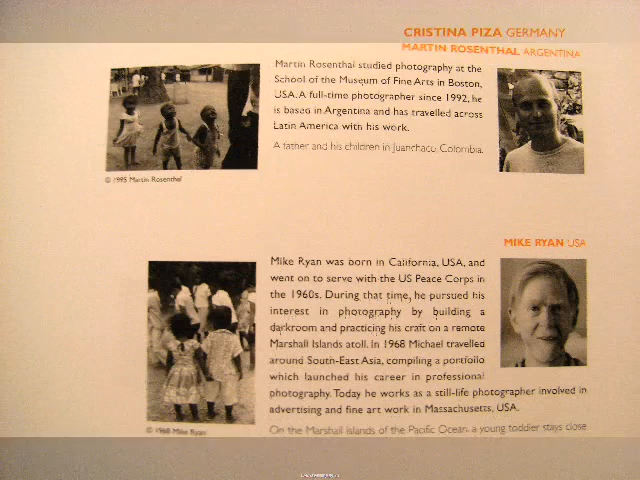 CRISTINA PIZA GERMANY
MARTIN ROSENTHAL ARGENTINA
Martin Rosenthal studied photography at the
School of the Museum of Fine Arts in Boston,
USA. A full-time photographer since 1992, he
is based in Argentina and has travelled across
Latin America with his work.
A father and his children in Juanchaco, Colombia.
© 1995 Martin Rosenthal
MIKE RYAN USA
Mike Ryan was born in California, USA, and
went on to serve with the US Peace Corps in
the 1960s. During that time, he pursued his
interest in photography by building a
darkroom and practicing his craft on a remote
Marshall Islands atoll. In 1968 Michael travelled
around South-East Asia, compiling a portfolio
which launched his career in professional
photography. Today he works as a still-life photographer involved in
advertising and fine art work in Massachusetts, USA.
© 1968 Mike Ryan
On the Marshall islands of the Pacific Ocean, a young toddler stays close